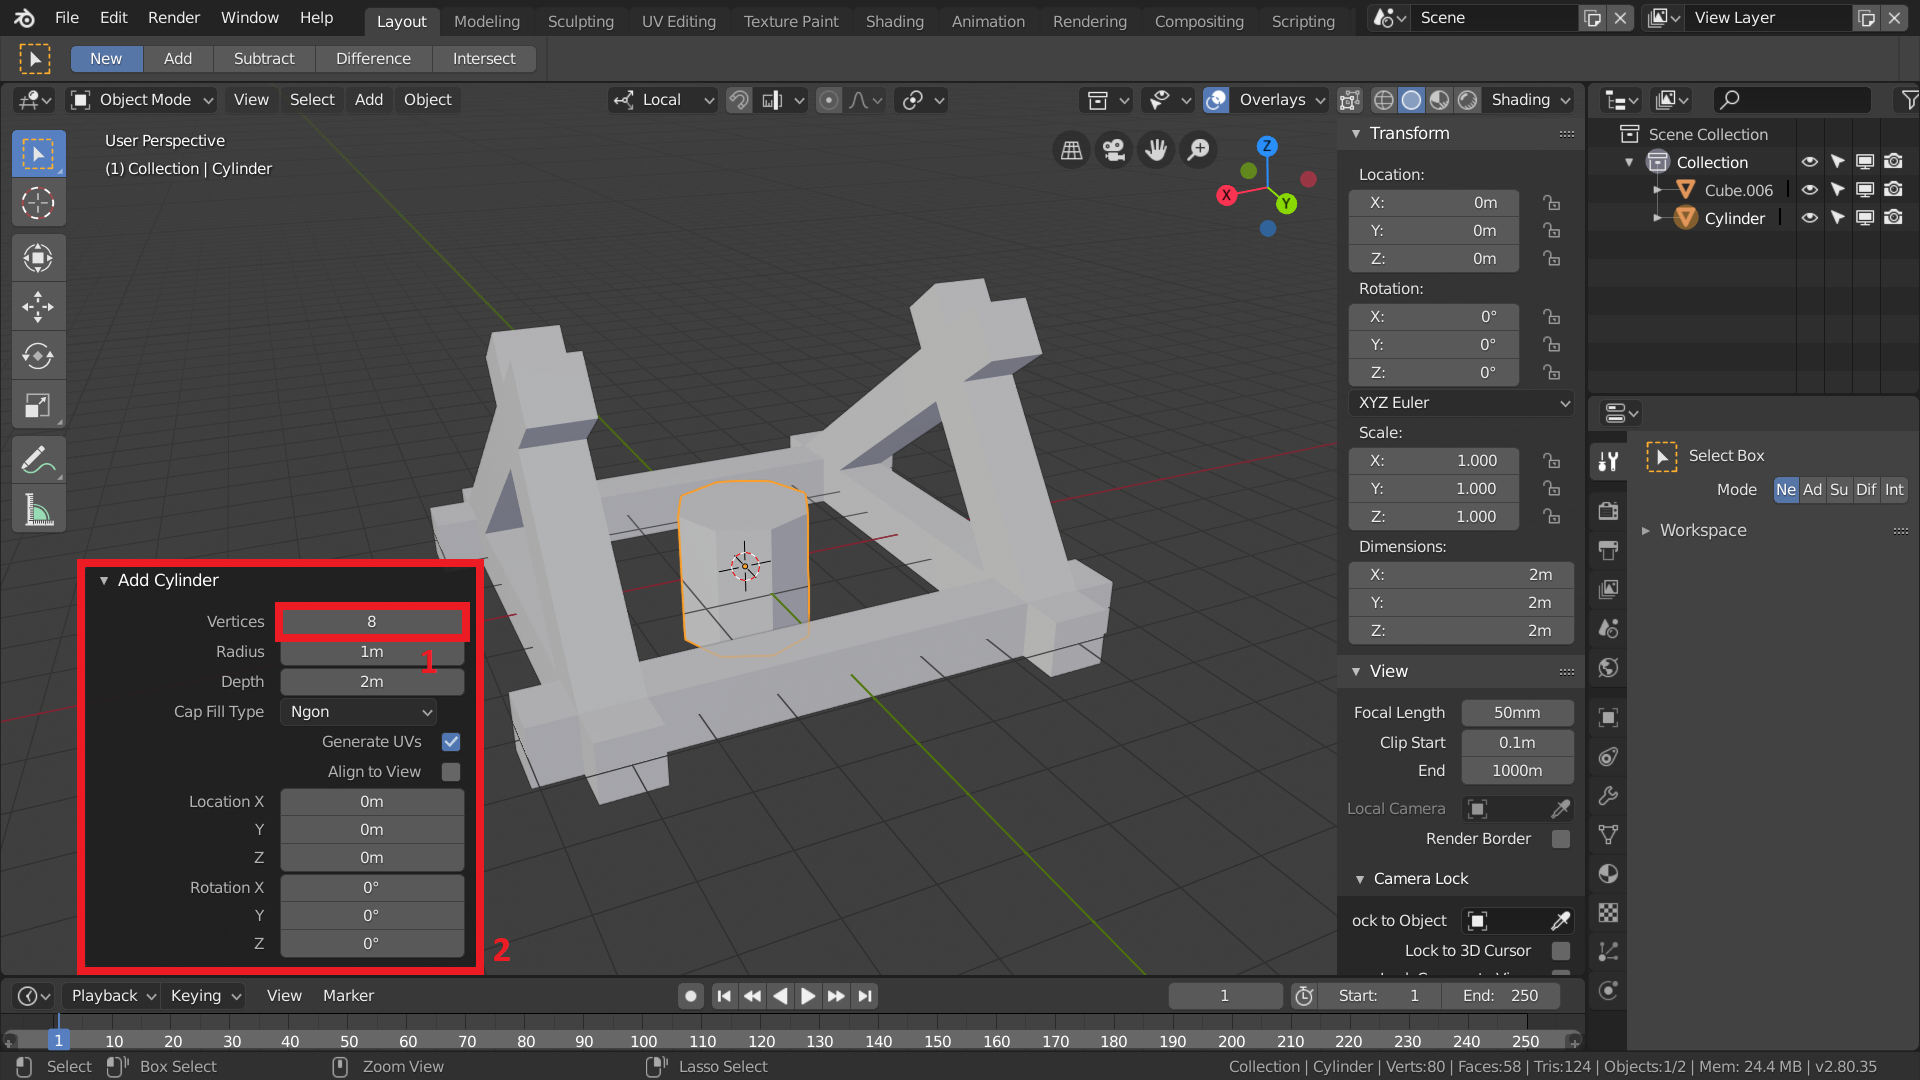 File Edit Render Window Help Layout Modeling Sculpting UV Editing Texture Paint Shading Animation Rendering Compositing Scripting Scene View Layer
New Add Subtract Difference Intersect
Object Mode View Select Add Object Local Overlays Shading
User Perspective
(1) Collection | Cylinder
Z
X
Y
Transform
Location:
X: 0m
Y: 0m
Z: 0m
Rotation:
X: 0°
Y: 0°
Z: 0°
XYZ Euler
Scale:
X: 1.000
Y: 1.000
Z: 1.000
Dimensions:
X: 2m
Y: 2m
Z: 2m
View
Focal Length 50mm
Clip Start 0.1m
End 1000m
Local Camera
Render Border
Camera Lock
ock to Object
Lock to 3D Cursor
Scene Collection
Collection
Cube.006
Cylinder
Select Box
Mode Ne Ad Su Dif Int
Workspace
Add Cylinder
Vertices 8
Radius 1m
1
Depth 2m
Cap Fill Type Ngon
Generate UVs
Align to View
Location X 0m
Y 0m
Z 0m
Rotation X 0°
Y 0°
Z 0°
2
Playback Keying View Marker 1 Start: 1 End: 250
1 10 20 30 40 50 60 70 80 90 100 110 120 130 140 150 160 170 180 190 200 210 220 230 240 250
Select Box Select Zoom View Lasso Select Collection | Cylinder | Verts:80 | Faces:58 | Tris:124 | Objects:1/2 | Mem: 24.4 MB | v2.80.35